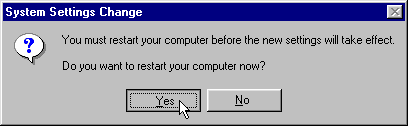 System Settings Change
You must restart your computer before the new settings will take effect.
Do you want to restart your computer now?
Yes No